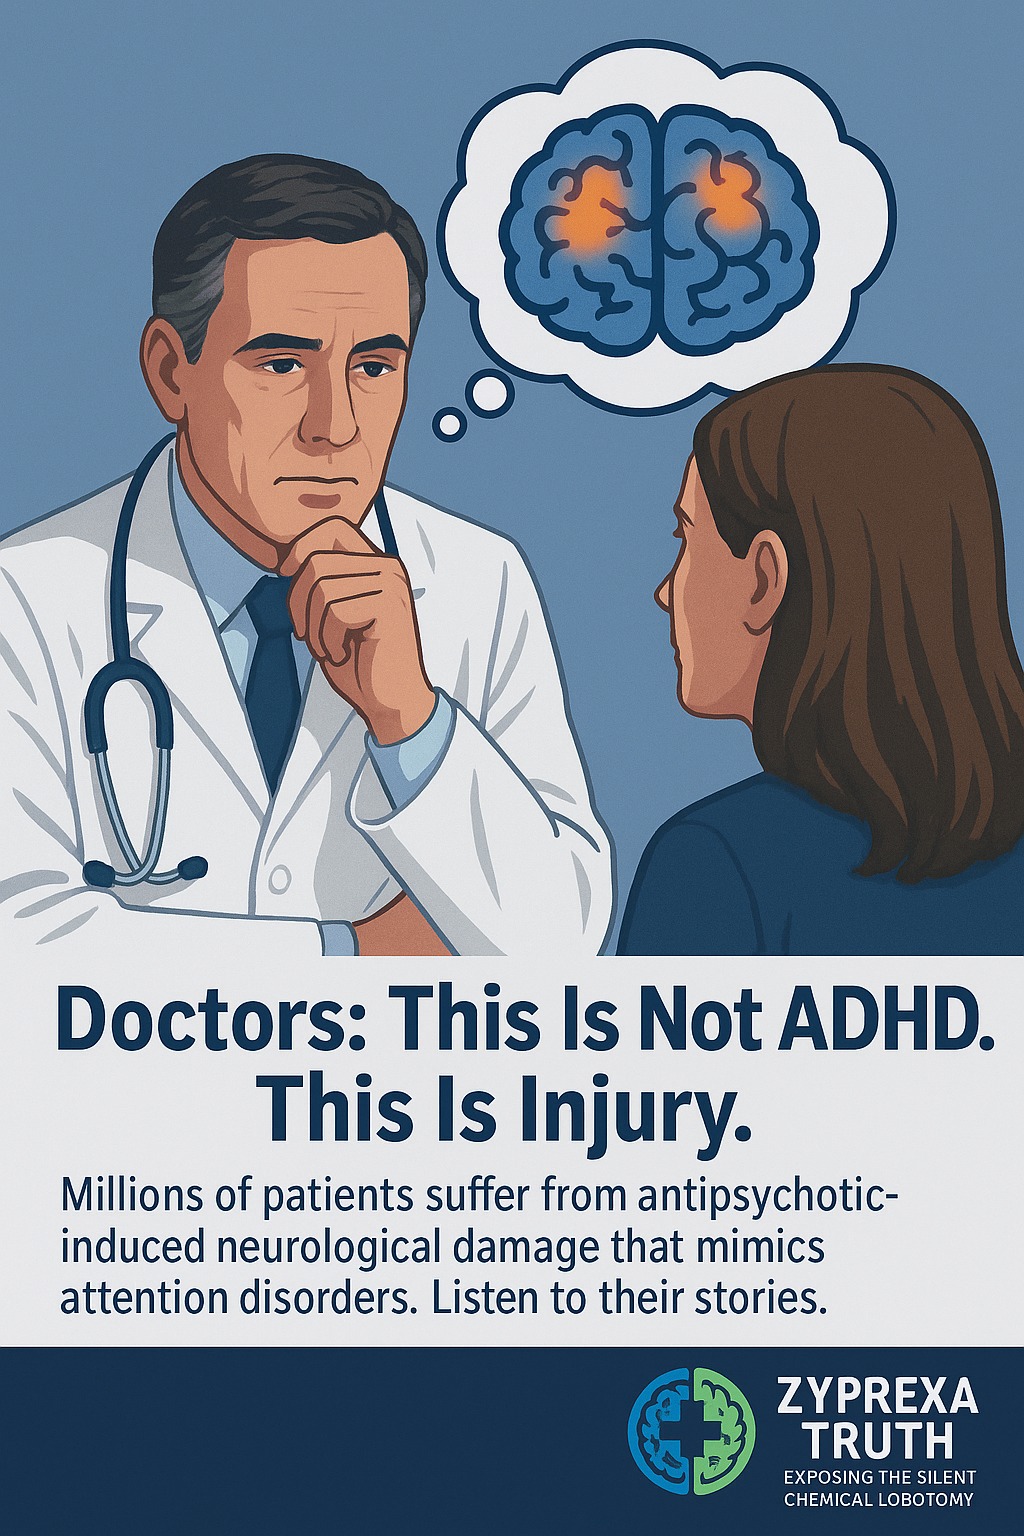 Doctors: This Is Not ADHD.
This Is Injury.
Millions of patients suffer from antipsychotic-
induced neurological damage that mimics
attention disorders. Listen to their stories.
ZYPREXA
TRUTH
EXPOSING THE SILENT
CHEMICAL LOBOTOMY